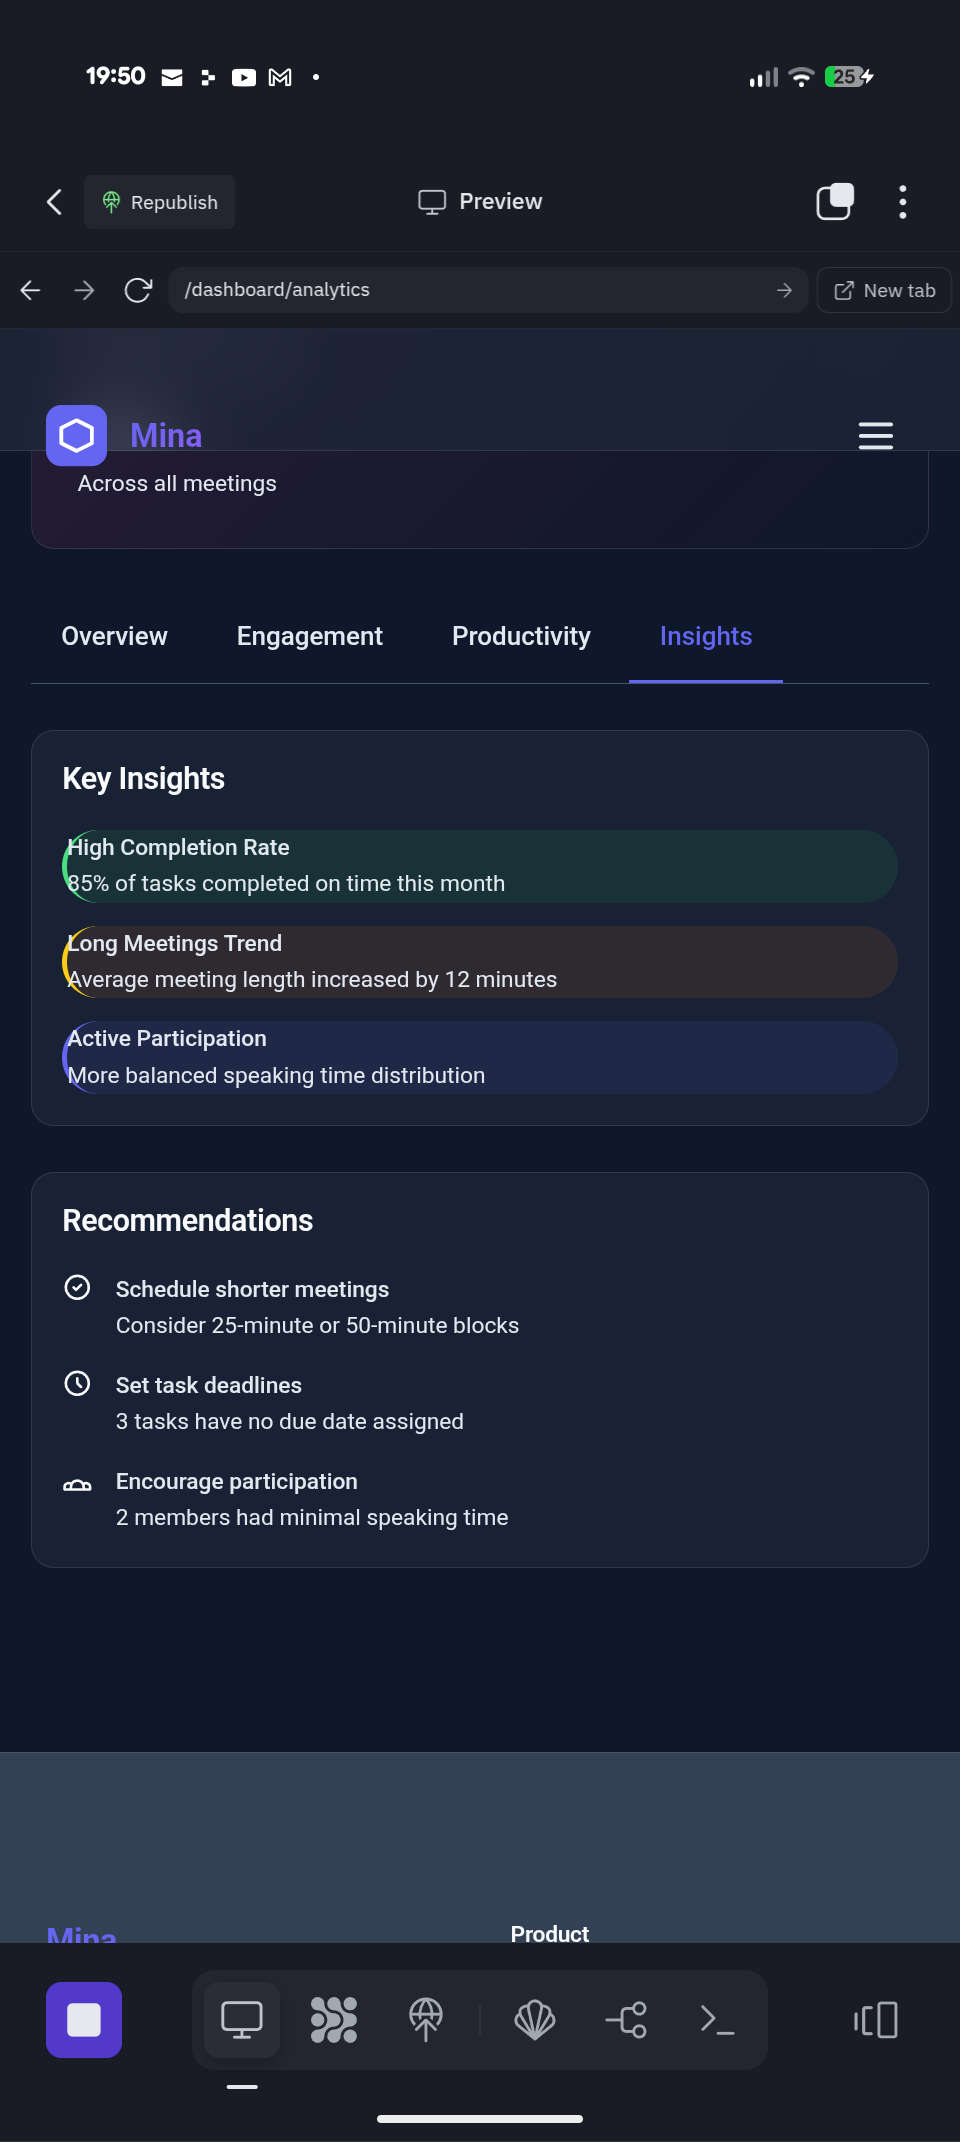 19:50
25
Republish
Preview
/dashboard/analytics
New tab
Mina
Across all meetings
Overview
Engagement
Productivity
Insights
Key Insights
High Completion Rate
85% of tasks completed on time this month
Long Meetings Trend
Average meeting length increased by 12 minutes
Active Participation
More balanced speaking time distribution
Recommendations
Schedule shorter meetings
Consider 25-minute or 50-minute blocks
Set task deadlines
3 tasks have no due date assigned
Encourage participation
2 members had minimal speaking time
Mina
Product